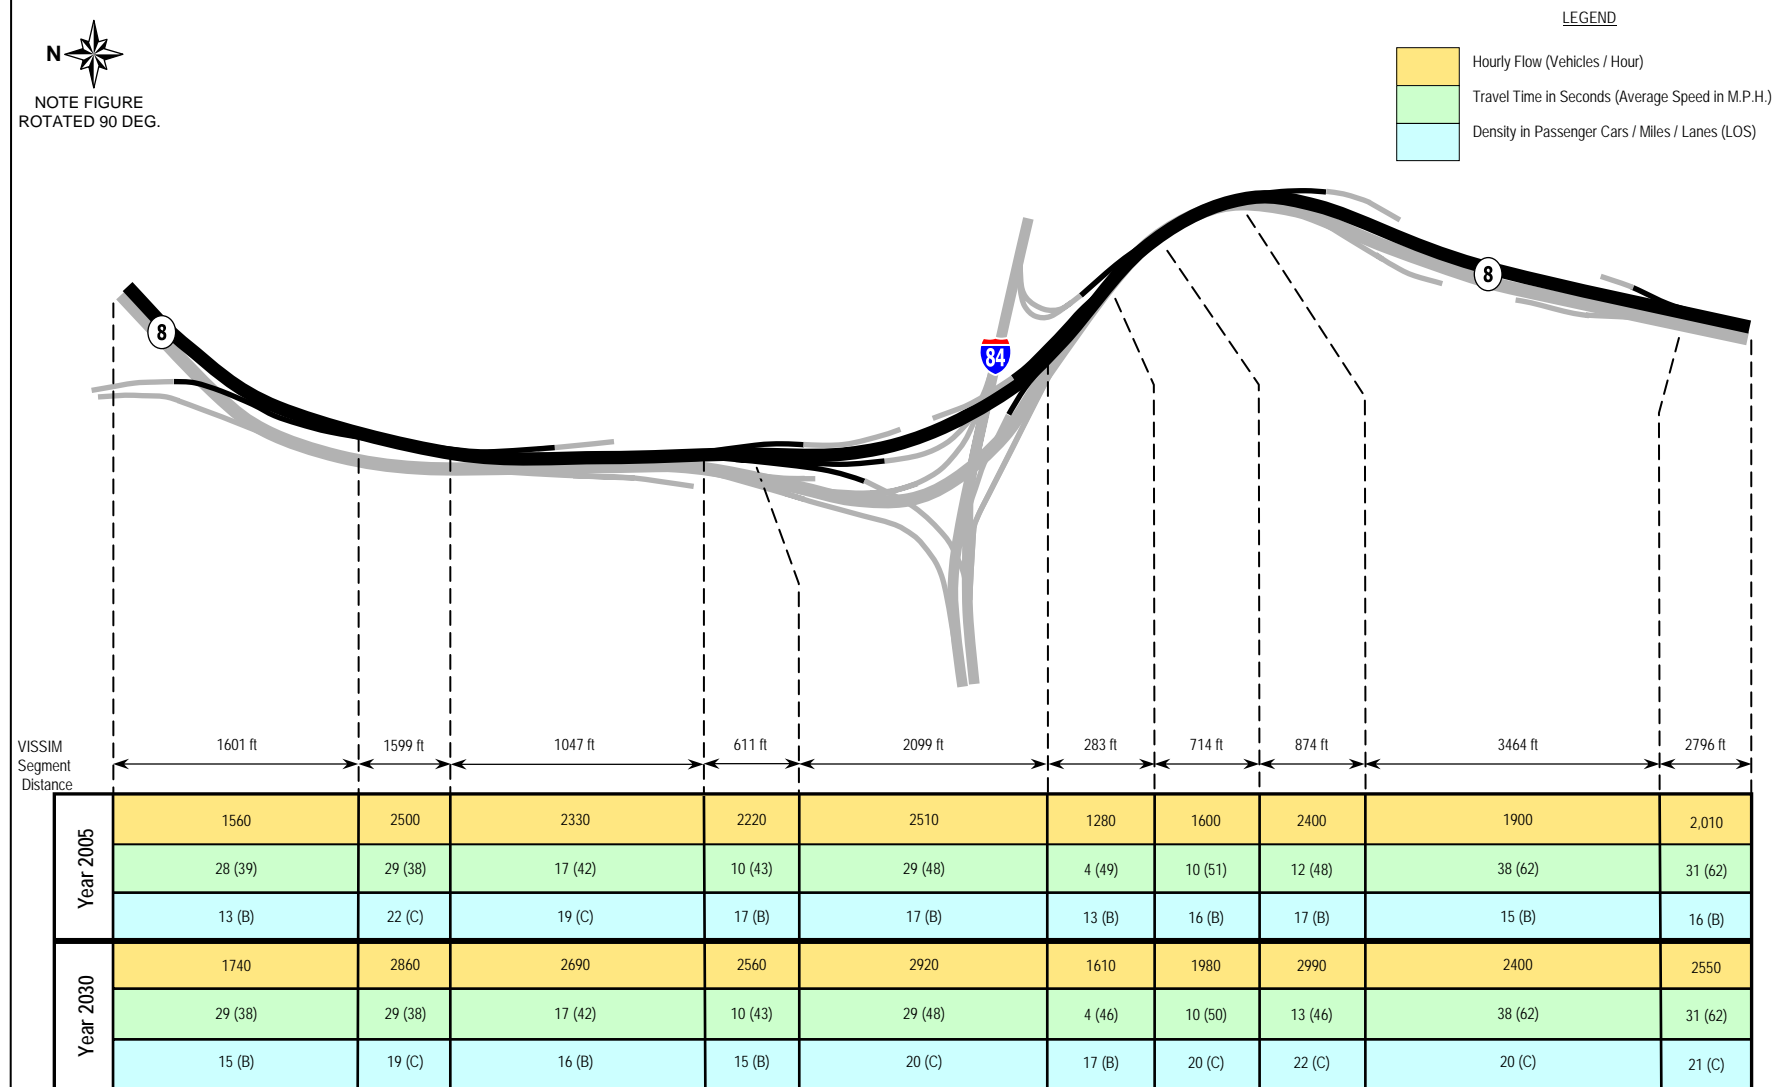 LEGEND
Hourly Flow (Vehicles / Hour)
Travel Time in Seconds (Average Speed in M.P.H.)
Density in Passenger Cars / Miles / Lanes (LOS)
N
NOTE FIGURE
ROTATED 90 DEG.
8
8
84
VISSIM
Segment
Distance
1601 ft 1599 ft 1047 ft 611 ft 2099 ft 283 ft 714 ft 874 ft 3464 ft 2796 ft
Year 2005
1560 2500 2330 2220 2510 1280 1600 2400 1900 2,010
28 (39) 29 (38) 17 (42) 10 (43) 29 (48) 4 (49) 10 (51) 12 (48) 38 (62) 31 (62)
13 (B) 22 (C) 19 (C) 17 (B) 17 (B) 13 (B) 16 (B) 17 (B) 15 (B) 16 (B)
Year 2030
1740 2860 2690 2560 2920 1610 1980 2990 2400 2550
29 (38) 29 (38) 17 (42) 10 (43) 29 (48) 4 (46) 10 (50) 13 (46) 38 (62) 31 (62)
15 (B) 19 (C) 16 (B) 15 (B) 20 (C) 17 (B) 20 (C) 22 (C) 20 (C) 21 (C)